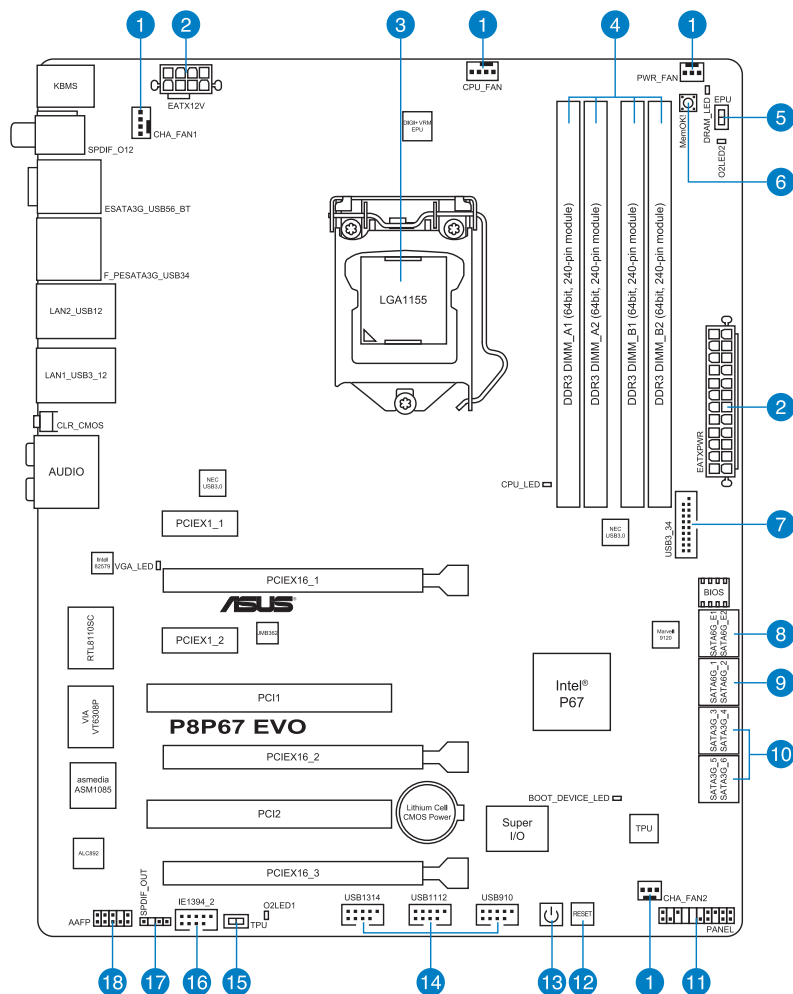 1
2
3
1
4
1
KBMS
EATX12V
CPU_FAN
PWR_FAN
CHA_FAN1
DIGI+ VRM
EPU
DRAM_LED
EPU
5
MemOK!
SPDIF_O12
O2LED2
6
ESATA3G_USB56_BT
F_PESATA3G_USB34
LGA1155
DDR3 DIMM_A1 (64bit, 240-pin module)
DDR3 DIMM_A2 (64bit, 240-pin module)
DDR3 DIMM_B1 (64bit, 240-pin module)
DDR3 DIMM_B2 (64bit, 240-pin module)
LAN2_USB12
LAN1_USB3_12
2
EATXPWR
CLR_CMOS
AUDIO
NEC
USB3.0
CPU_LED
PCIEX1_1
NEC
USB3.0
USB3_34
7
Intel
82579
VGA_LED
PCIEX16_1
ASUS
BIOS
RTL8110SC
PCIEX1_2
JMB362
Marvell
9120
SATA6G_E1
SATA6G_E2
8
Intel®
P67
SATA6G_1
SATA6G_2
9
PCI1
VIA
VT6308P
P8P67 EVO
SATA3G_3
SATA3G_4
10
PCIEX16_2
asmedia
ASM1085
SATA3G_5
SATA3G_6
PCI2
Lithium Cell
CMOS Power
BOOT_DEVICE_LED
Super
I/O
TPU
ALC892
PCIEX16_3
AAFP
SPDIF_OUT
IE1394_2
TPU
O2LED1
USB1314
USB1112
USB910
RESET
CHA_FAN2
PANEL
18
17
16
15
14
13
12
1
11